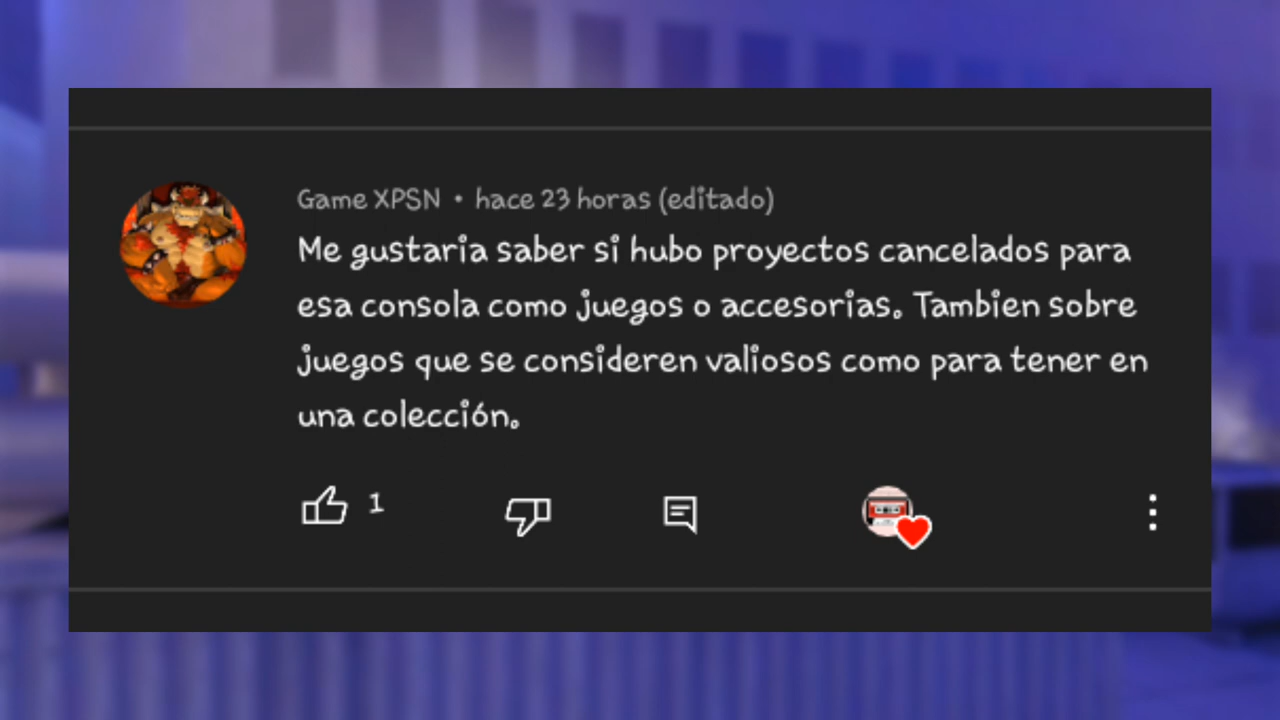 Game XPSN • hace 23 horas (editado)
Me gustaria saber si hubo proyectos cancelados para
esa consola como juegos o accesorias. Tambien sobre
juegos que se consideren valiosos como para tener en
una colección.
1